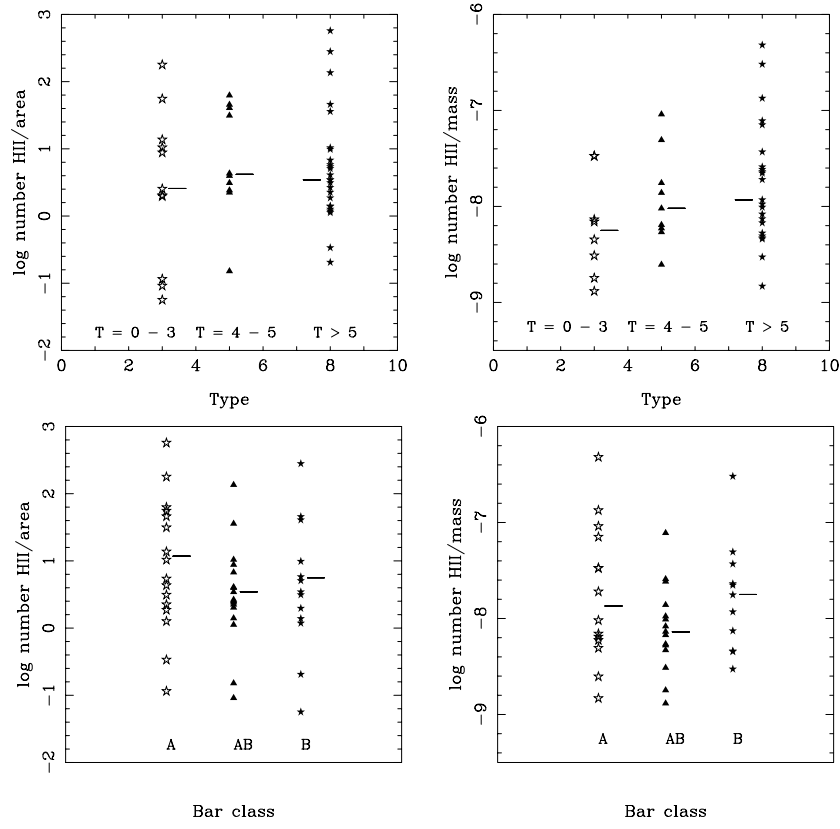 3
2
1
0
−1
−2
log number HII/area
T = 0 − 3 T = 4 − 5 T > 5
0 2 4 6 8 10
Type
−6
−7
−8
−9
log number HII/mass
T = 0 − 3 T = 4 − 5 T > 5
0 2 4 6 8 10
Type
3
2
1
0
−1
−2
log number HII/area
A AB B
Bar class
−6
−7
−8
−9
log number HII/mass
A AB B
Bar class